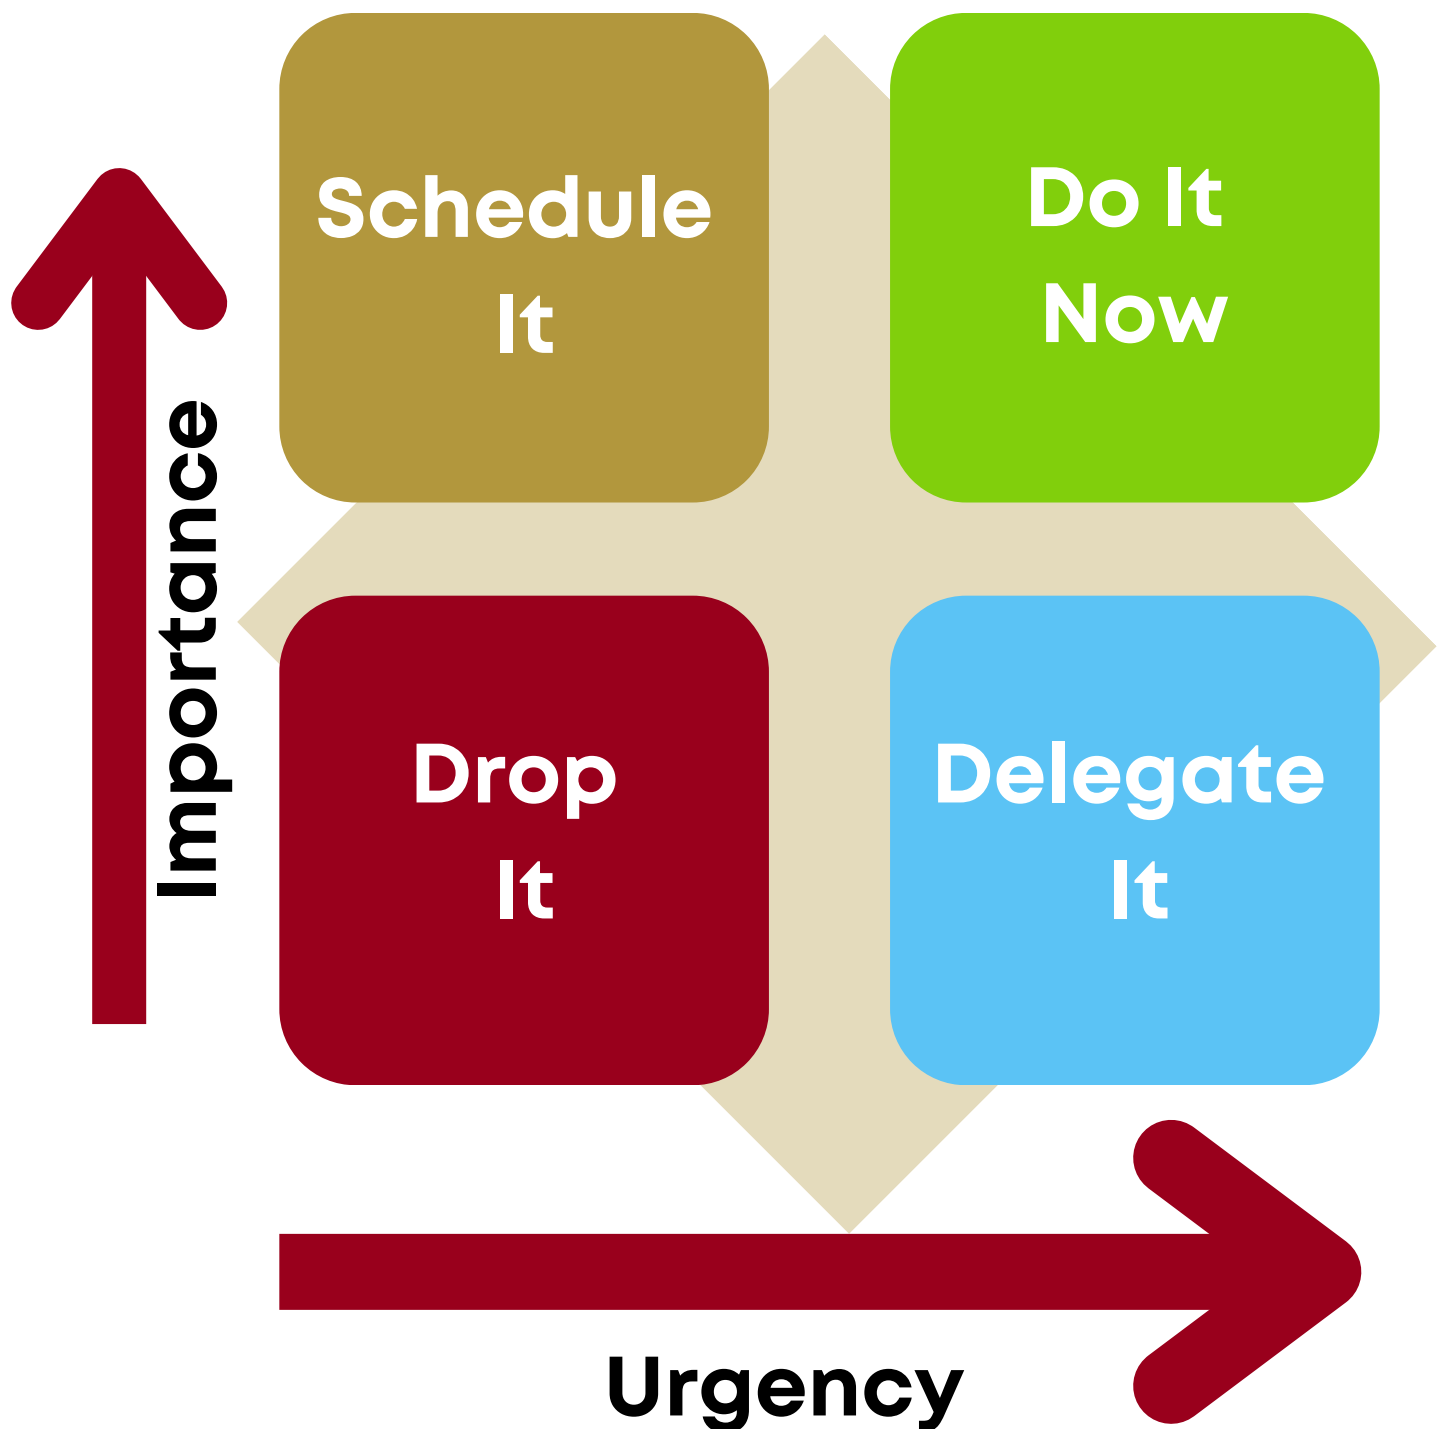 Schedule
It
Do It
Now
Importance
Drop
It
Delegate
It
Urgency